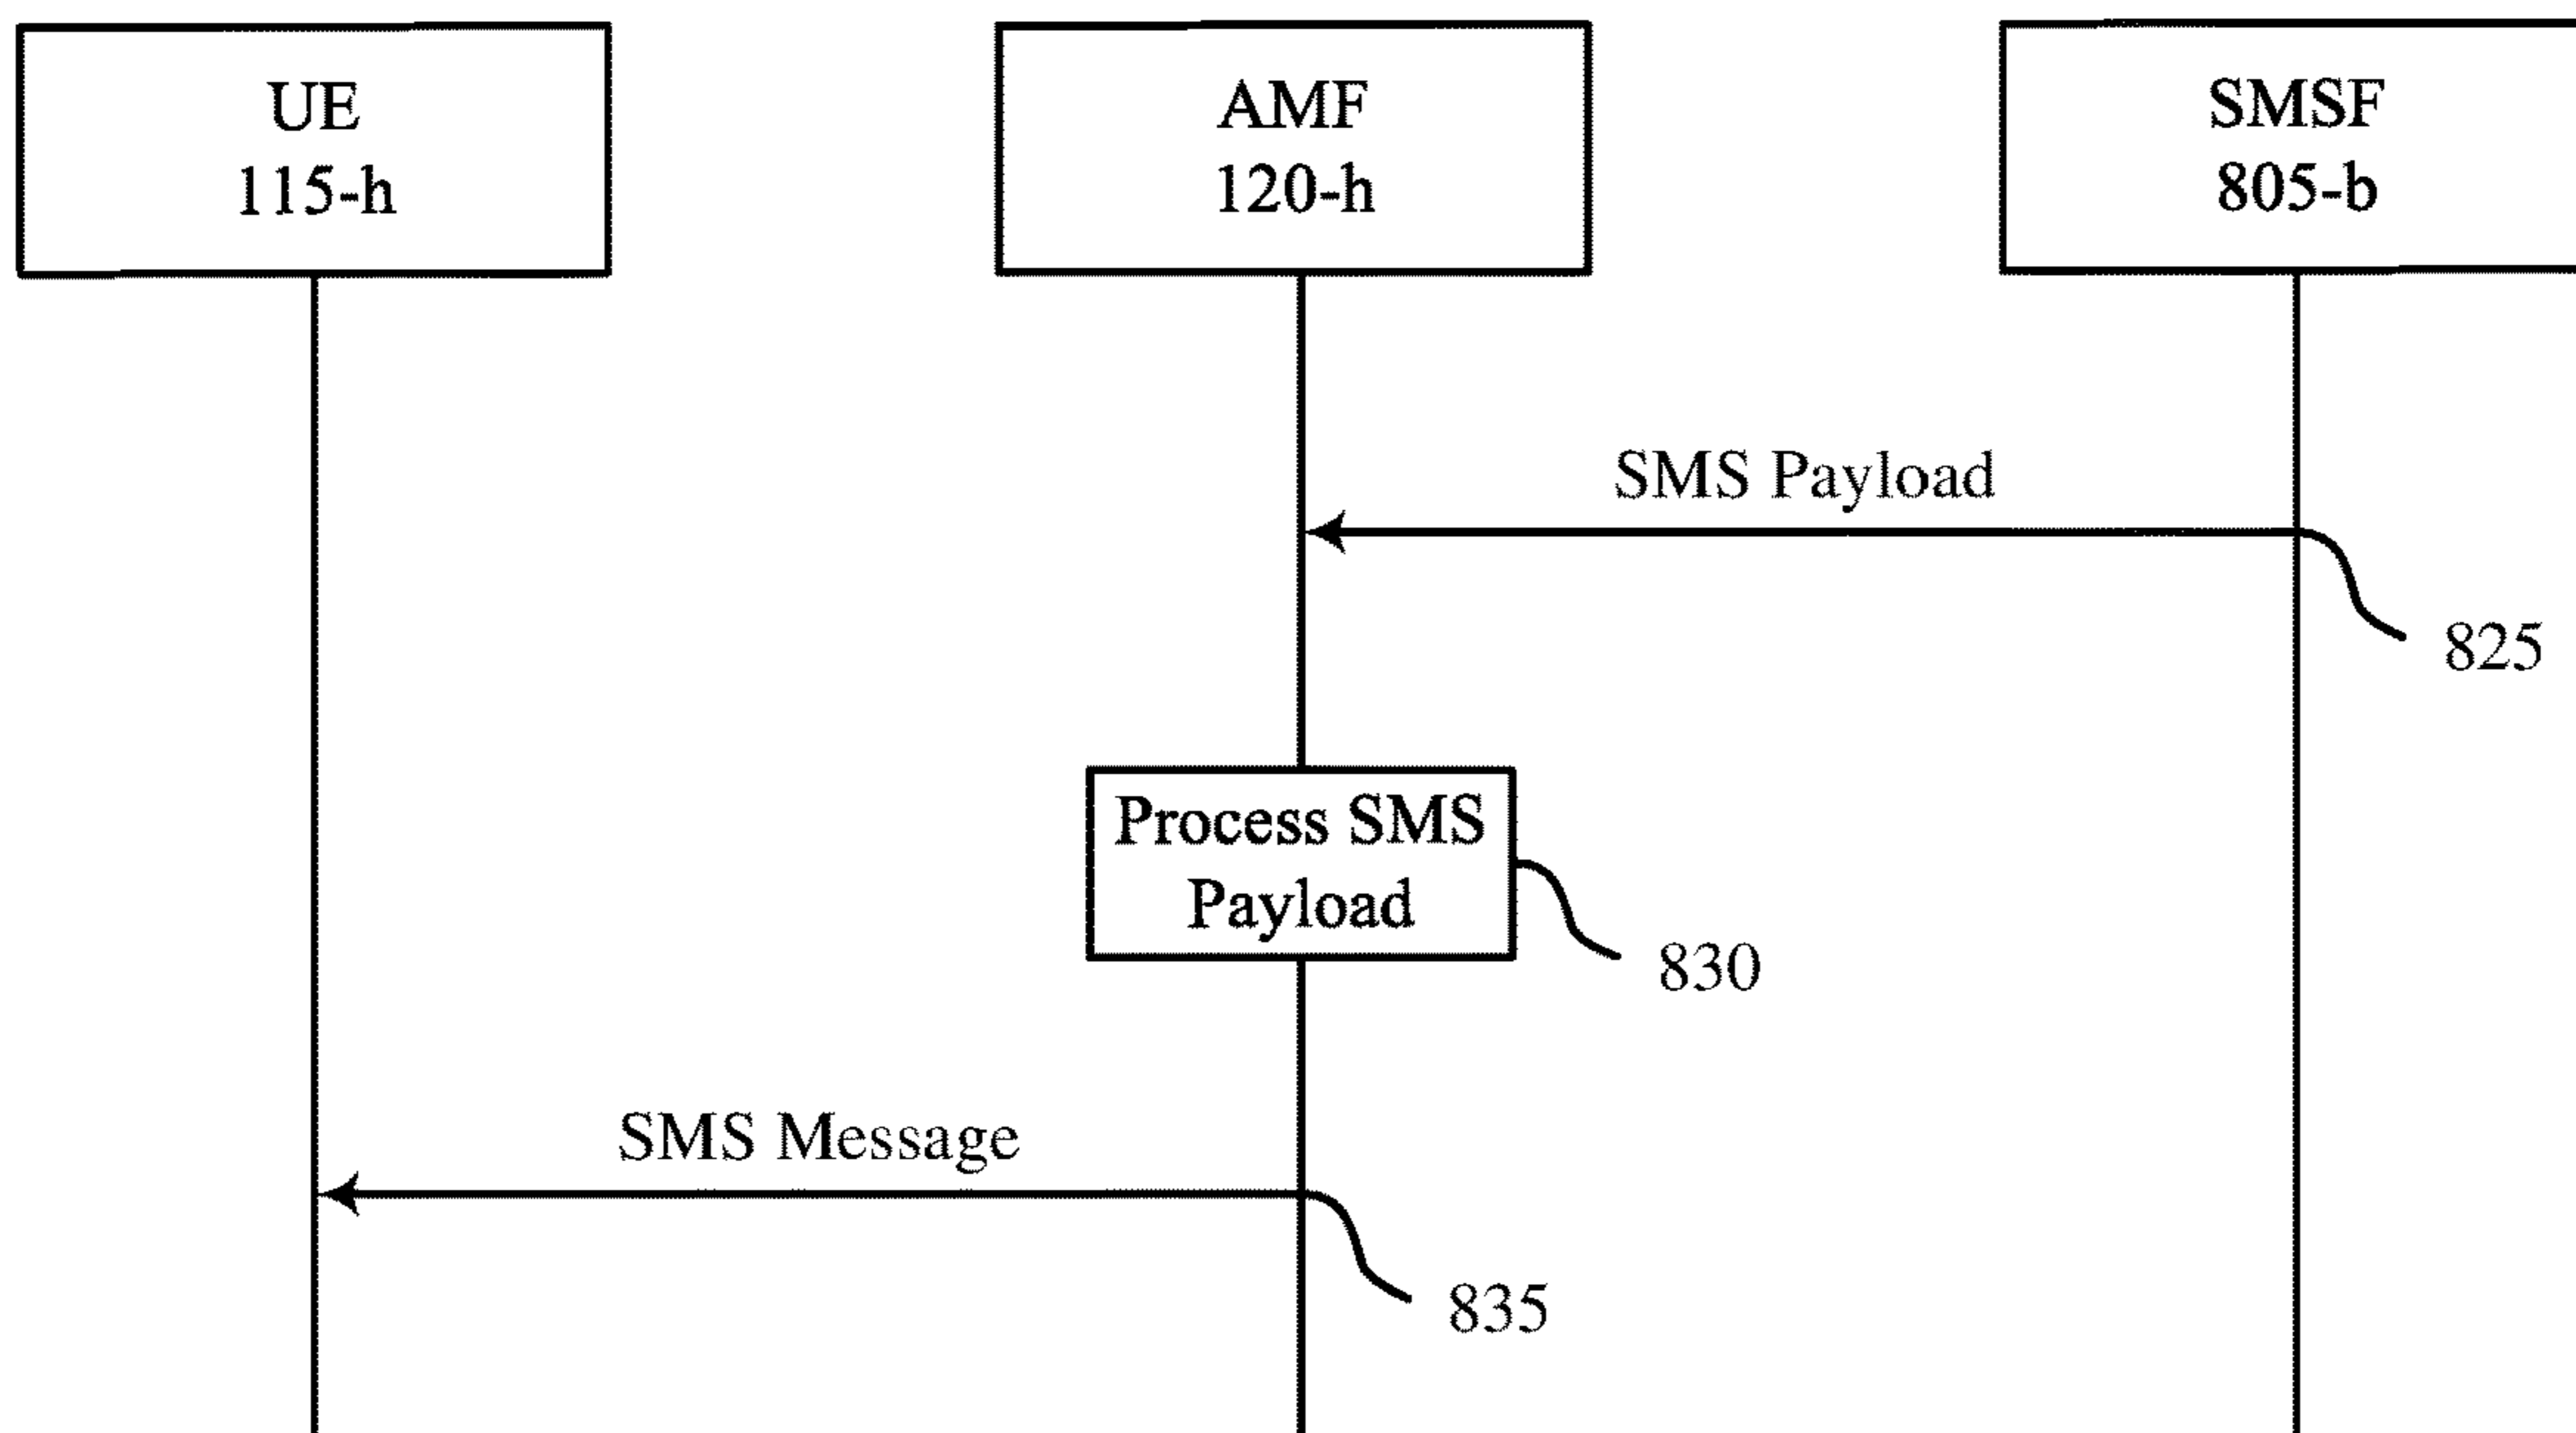 UE
115-h
AMF
120-h
SMSF
805-b
SMS Payload
825
Process SMS
Payload
830
SMS Message
835